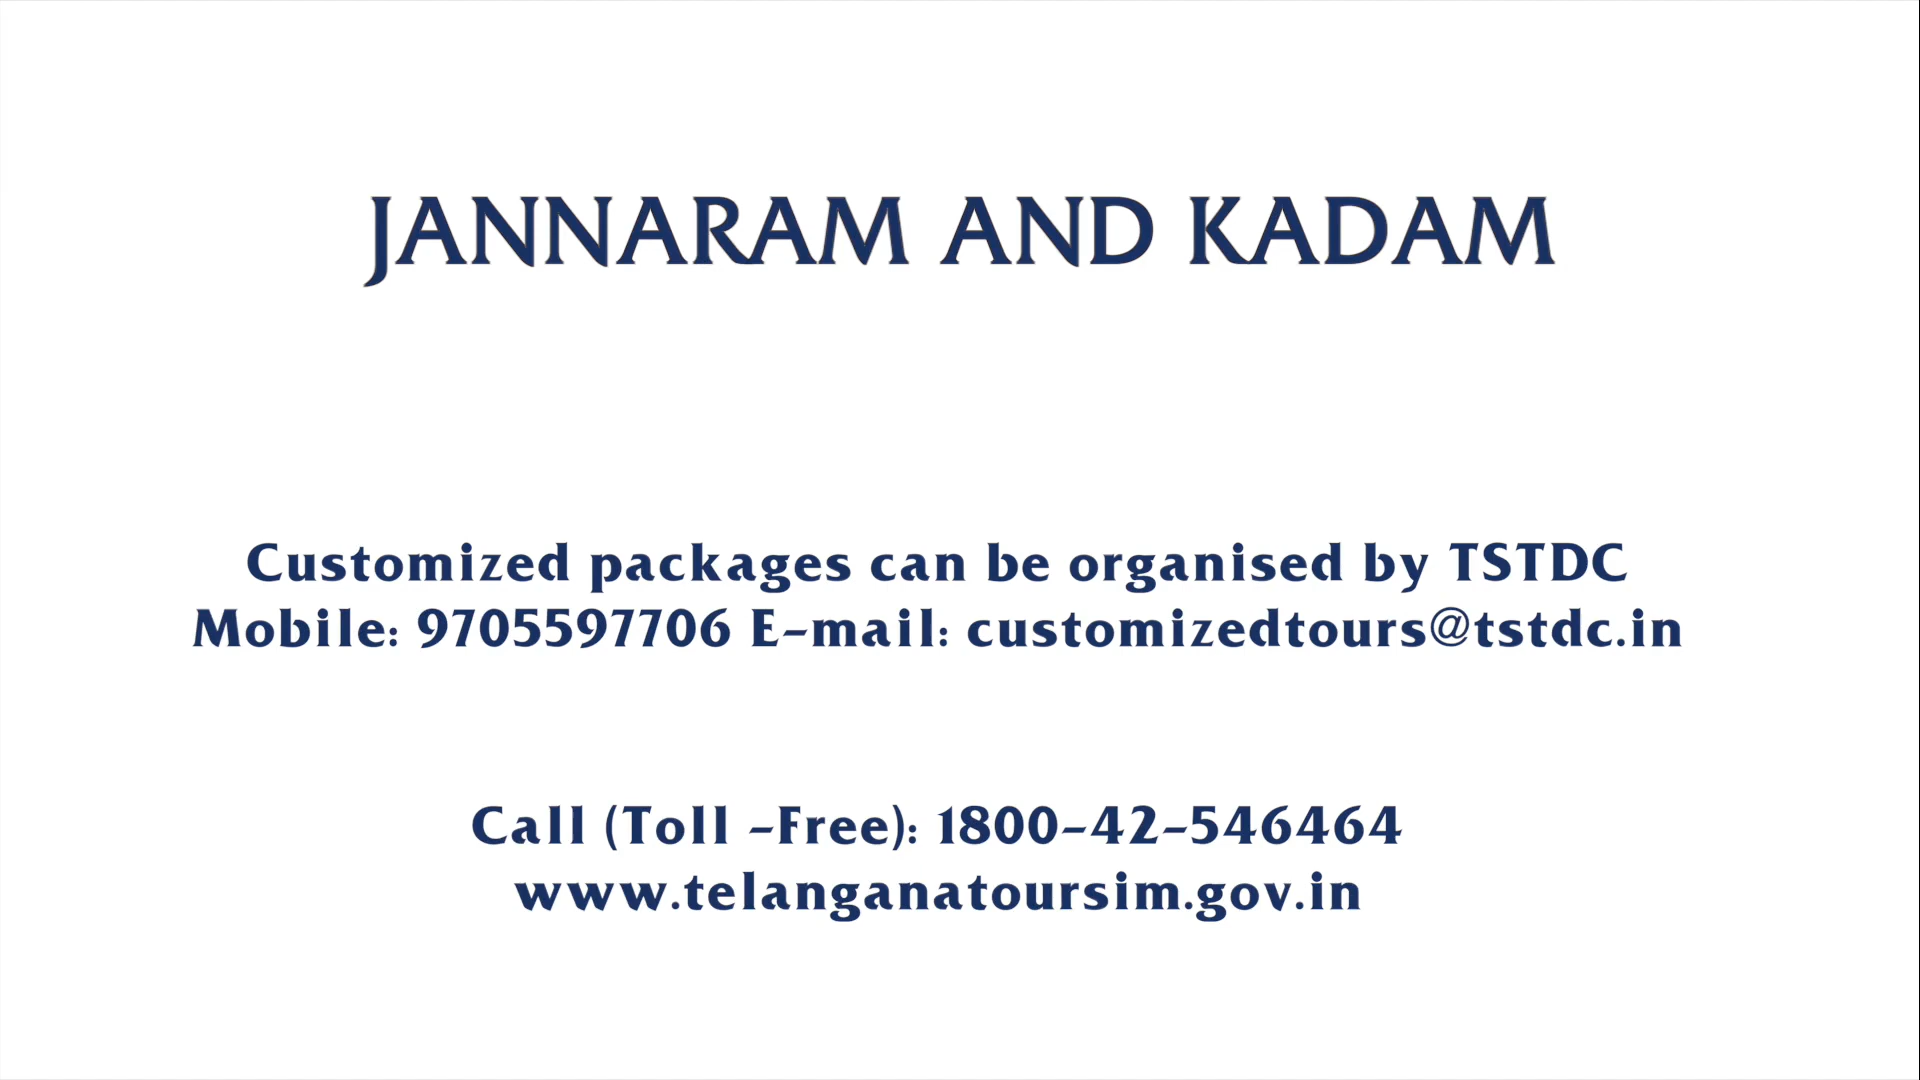 JANNARAM AND KADAM
Customized packages can be organised by TSTDC
Mobile: 9705597706 E-mail: customizedtours@tstdc.in
Call (Toll -Free): 1800-42-546464
www.telanganatoursim.gov.in